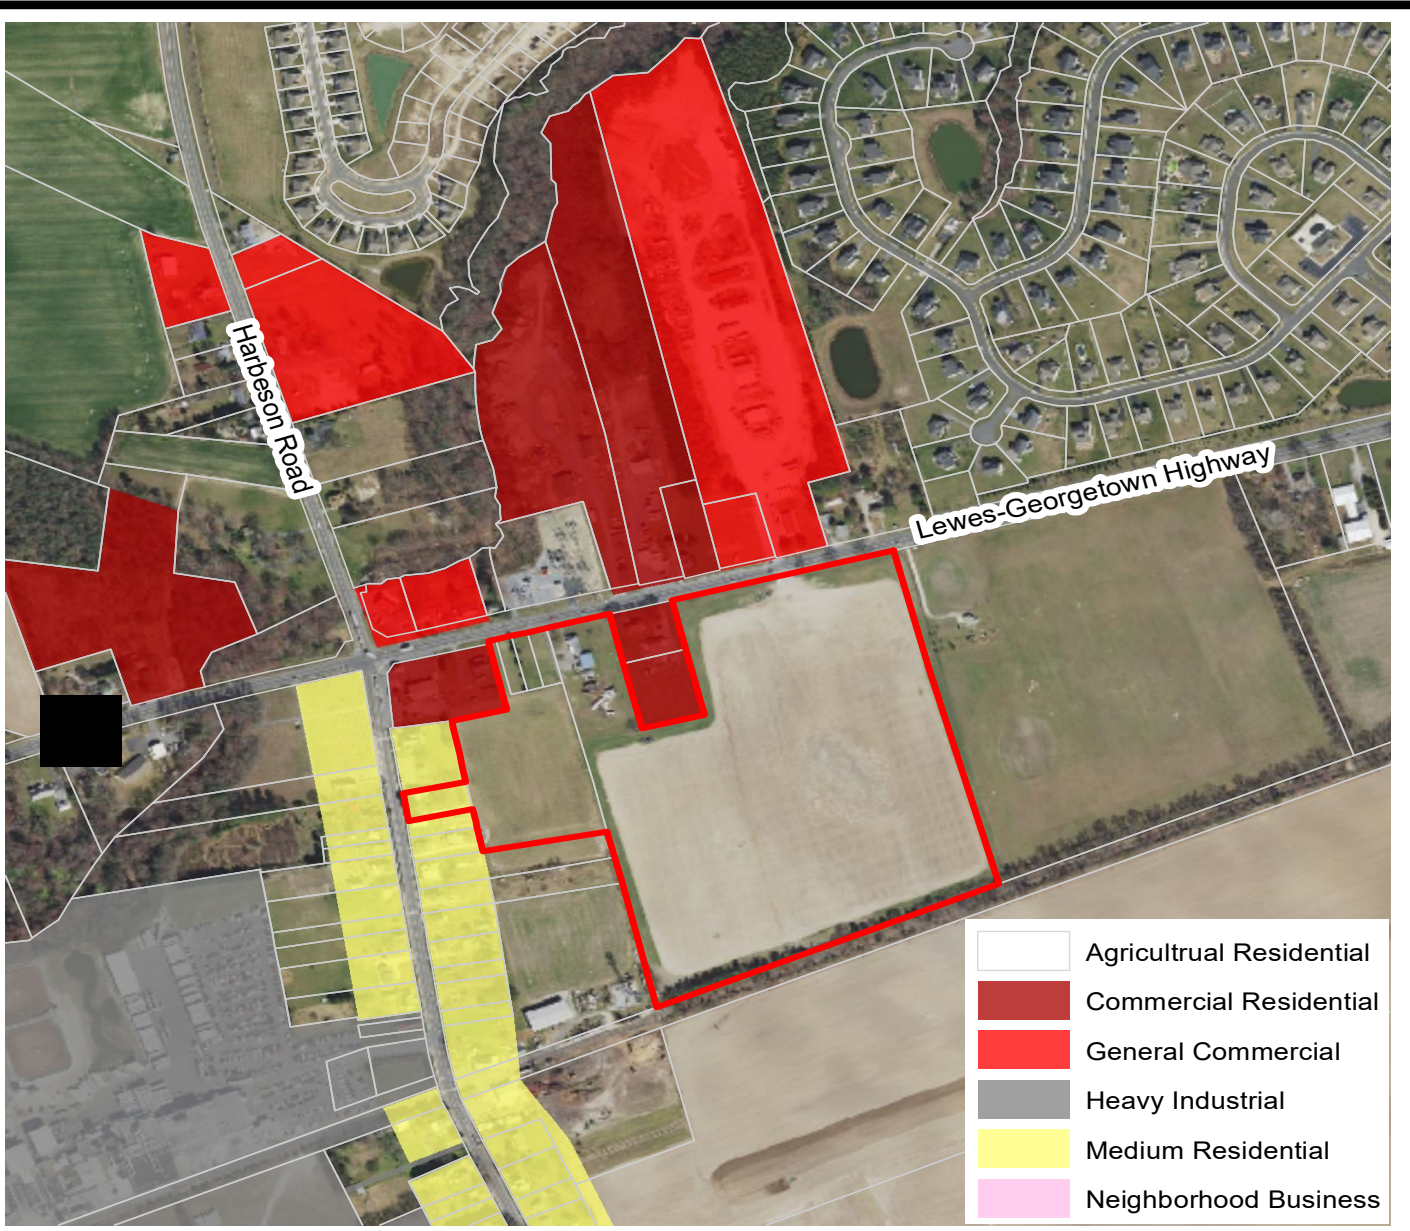 Harbeson Road
Lewes-Georgetown Highway
Agricultrual Residential
Commercial Residential
General Commercial
Heavy Industrial
Medium Residential
Neighborhood Business